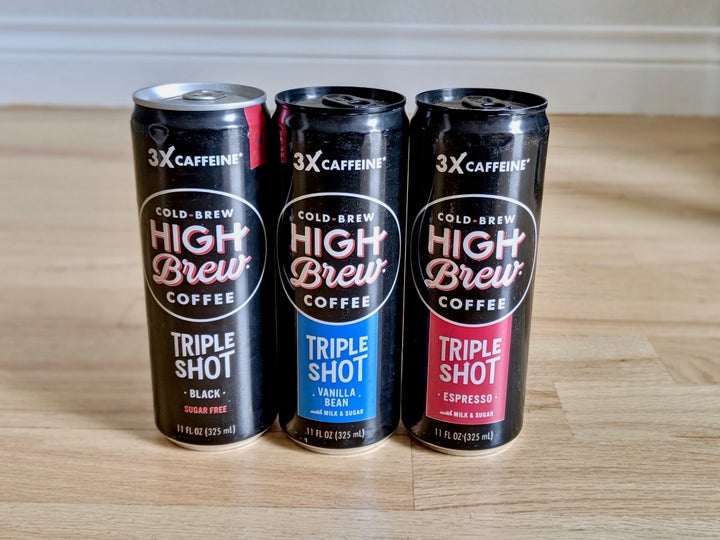 3X CAFFEINE*
COLD-BREW
HIGH
Brew
COFFEE
TRIPLE
SHOT
· BLACK ·
SUGAR FREE
11 FL OZ (325 mL)
3X CAFFEINE*
COLD-BREW
HIGH
Brew
COFFEE
TRIPLE
SHOT
· VANILLA ·
BEAN
with MILK & SUGAR
11 FL OZ (325 mL)
3X CAFFEINE*
COLD-BREW
HIGH
Brew
COFFEE
TRIPLE
SHOT
· ESPRESSO ·
with MILK & SUGAR
11 FL OZ (325 mL)